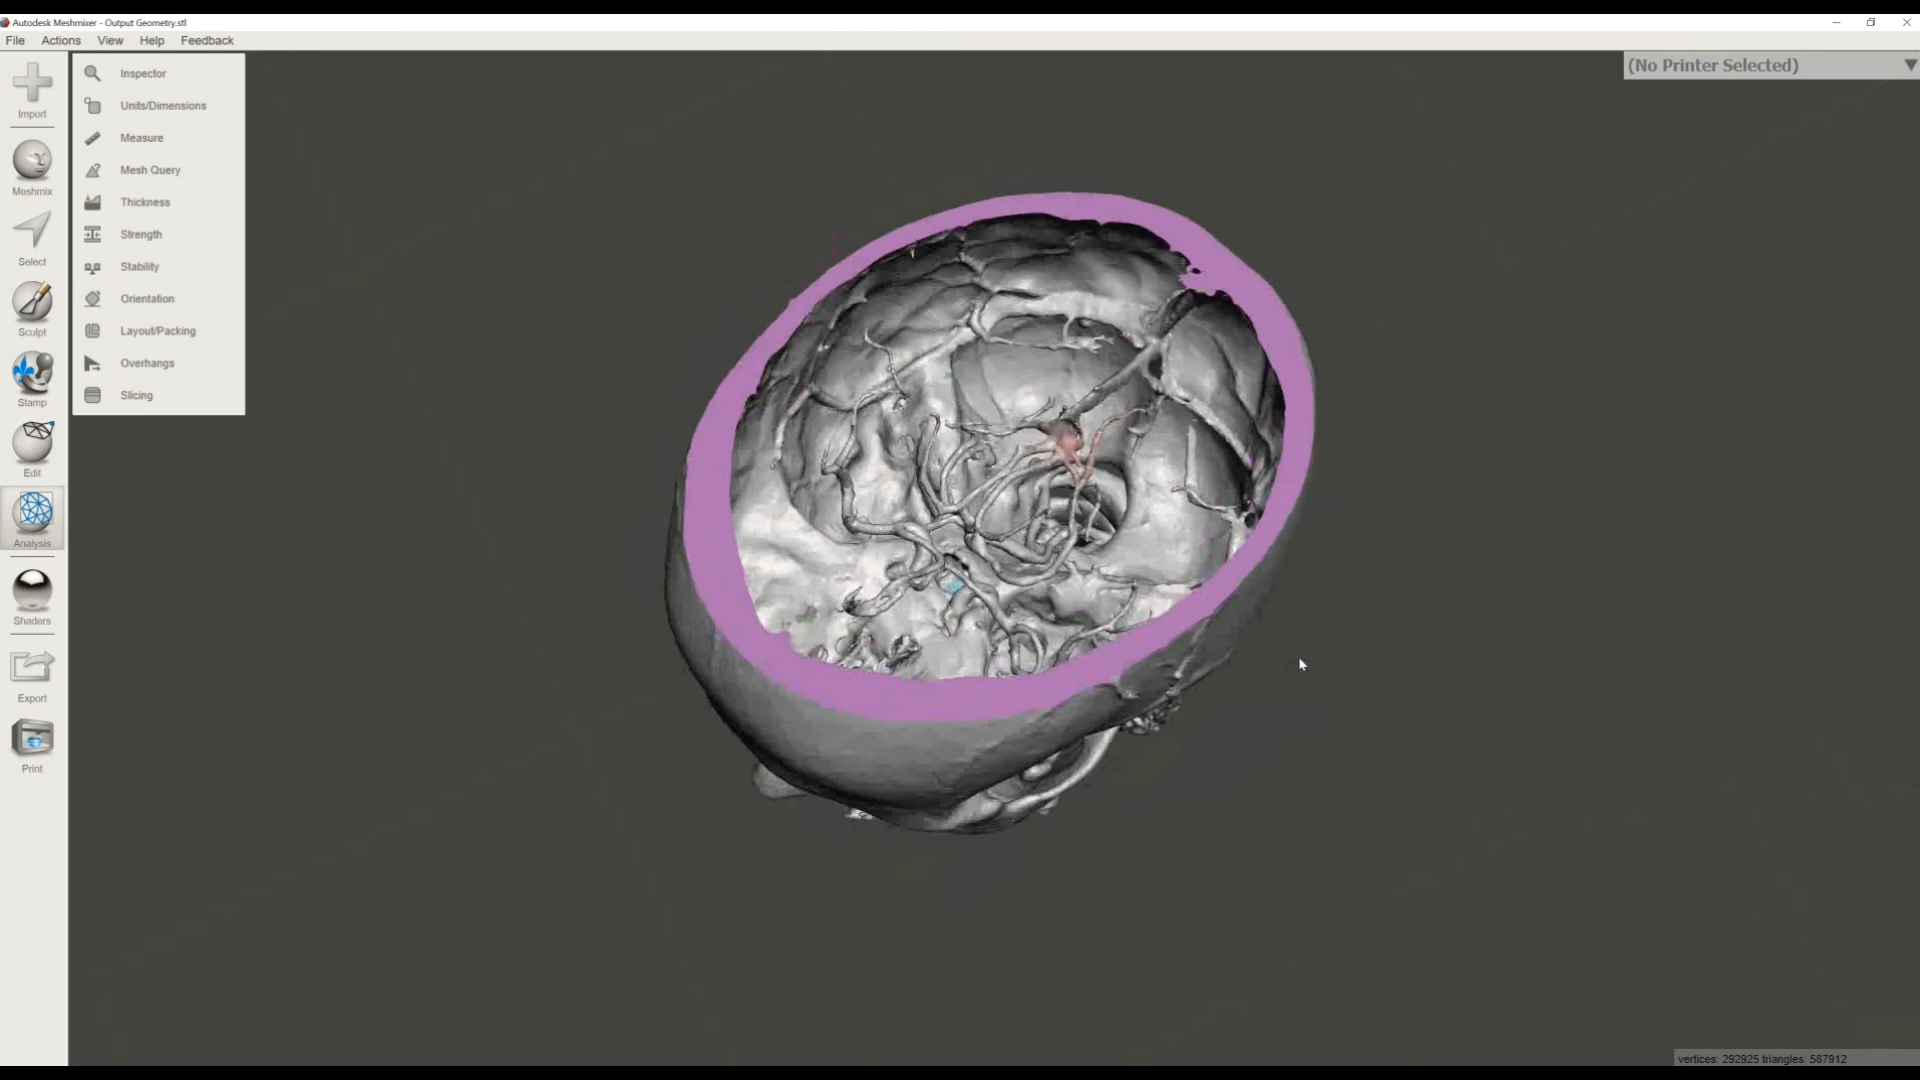 Autodesk Meshmixer - Output Geometry.stl
File Actions View Help Feedback
(No Printer Selected)
Import
Meshmix
Select
Sculpt
Stamp
Edit
Analysis
Shaders
Export
Print
Inspector
Units/Dimensions
Measure
Mesh Query
Thickness
Strength
Stability
Orientation
Layout/Packing
Overhangs
Slicing
vertices: 292925 triangles: 587912